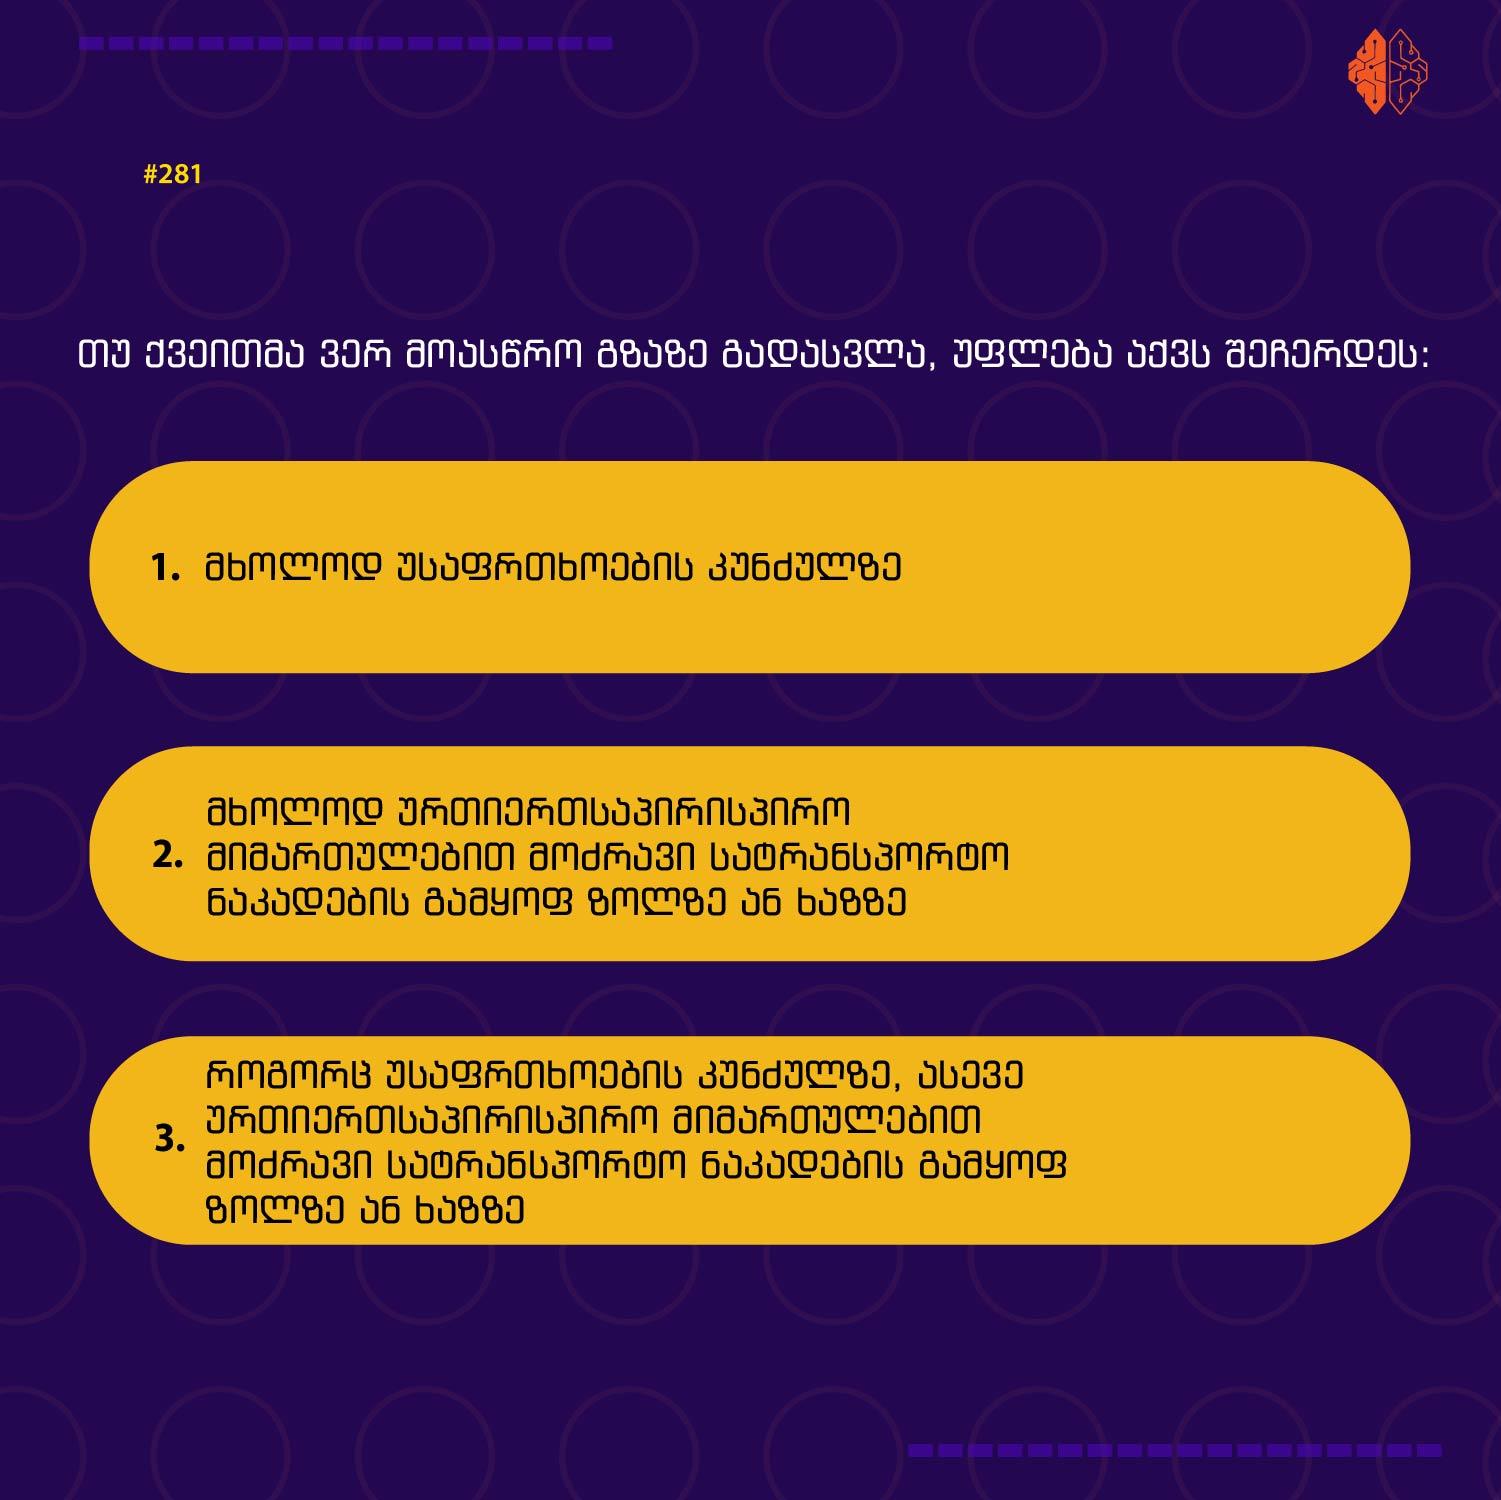 #281
თუ ქვეითმა ვერ მოასწრო გზაზე გადასვლა, უფლება აქვს შეჩერდეს:
1. მხოლოდ უსაფრთხოების კუნძულზე
მხოლოდ ურთიერთსაპირისპირო
2. მიმართულებით მოძრავი სატრანსპორტო
ნაკადების გამყოფ ზოლზე ან ხაზზე
როგორც უსაფრთხოების კუნძულზე, ასევე
ურთიერთსაპირისპირო მიმართულებით
3. მოძრავი სატრანსპორტო ნაკადების გამყოფ
ზოლზე ან ხაზზე